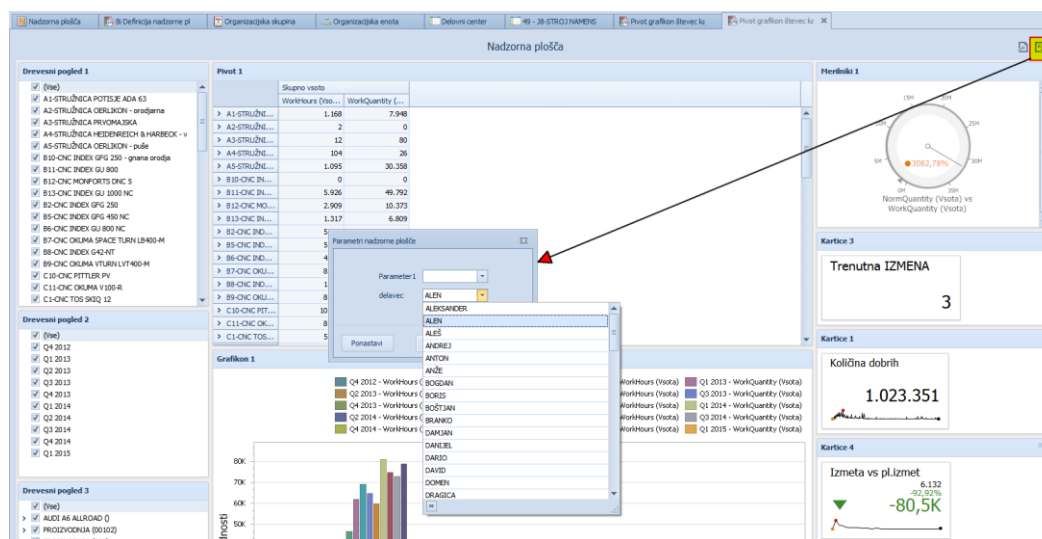 Nadzorna plošča
BI Definicija nadzorne pl
Organizacijska skupina
Organizacijska enota
Delovni center
49 - J8-STROJ NAMENS
Pivot grafikon števec kz
Pivot grafikon števec kz
Nadzorna plošča
Drevesni pogled 1
(Vse)
A1-STRUŽNICA POTISJE ADA 63
A2-STRUŽNICA OERLIKON - orodjarna
A3-STRUŽNICA PRVOMAJSKA
A4-STRUŽNICA HEIDENREICH & HARBECK - v
A5-STRUŽNICA OERLIKON - puše
B10-CNC INDEX GFG 250 - gnana orodja
B11-CNC INDEX GU 800
B12-CNC MONFORTS DNC 5
B13-CNC INDEX GU 1000 NC
B2-CNC INDEX GFG 250
B5-CNC INDEX GFG 450 NC
B6-CNC INDEX GU 800 NC
B7-CNC OKUMA SPACE TURN LB400-M
B8-CNC INDEX G42-NT
B9-CNC OKUMA VTURN LVT400-M
C10-CNC PITTLER PV
C11-CNC OKUMA V100-R
C1-CNC TOS SKIQ 12
Drevesni pogled 2
(Vse)
Q4 2012
Q1 2013
Q2 2013
Q3 2013
Q4 2013
Q1 2014
Q2 2014
Q3 2014
Q4 2014
Q1 2015
Drevesni pogled 3
(Vse)
AUDI A6 ALLROAD ()
PROIZVODNJA (00102)
Pivot 1
Skupno vsoto
WorkHours (Vso... WorkQuantity (...
A1-STRUŽNI... 1.168 7.948
A2-STRUŽNI... 2 0
A3-STRUŽNI... 12 80
A4-STRUŽNI... 104 26
A5-STRUŽNI... 1.095 30.358
B10-CNC IN... 0 0
B11-CNC IN... 5.926 49.792
B12-CNC MO... 2.909 10.373
B13-CNC IN... 1.317 6.809
B2-CNC IND... 5
B5-CNC IND... 5
B6-CNC IND... 4
B7-CNC OKU... 8
B8-CNC IND... 1
B9-CNC OKU... 8
C10-CNC PIT... 10
C11-CNC OK... 8
C1-CNC TOS... 5
Parametri nadzorne plošče
Parameter1
delavec ALEN
Ponastavi
ALEKSANDER
ALEN
ALEŠ
ANDREJ
ANTON
ANŽE
BOGDAN
BORIS
BOŠTJAN
BRANKO
DAMJAN
DANIJEL
DARIO
DAVID
DOMEN
DRAGICA
Grafikon 1
Q4 2012 - WorkHours (
WorkHours (Vsota) Q1 2013 - WorkQuantity (Vsota)
Q2 2013 - WorkHours (
WorkHours (Vsota) Q3 2013 - WorkQuantity (Vsota)
Q4 2013 - WorkHours (
WorkHours (Vsota) Q1 2014 - WorkQuantity (Vsota)
Q2 2014 - WorkHours (
WorkHours (Vsota) Q3 2014 - WorkQuantity (Vsota)
Q4 2014 - WorkHours (
WorkHours (Vsota) Q1 2015 - WorkQuantity (Vsota)
80K
70K
60K
50K
dnosti
Merilniki 1
15M 20M
25M
5M 30M
0M 35M
3082,78%
NormQuantity (Vsota) vs
WorkQuantity (Vsota)
Kartice 3
Trenutna IZMENA
3
Kartice 1
Količina dobrih
1.023.351
Kartice 4
Izmeta vs pl.izmet
6.132
-92,92%
-80,5K